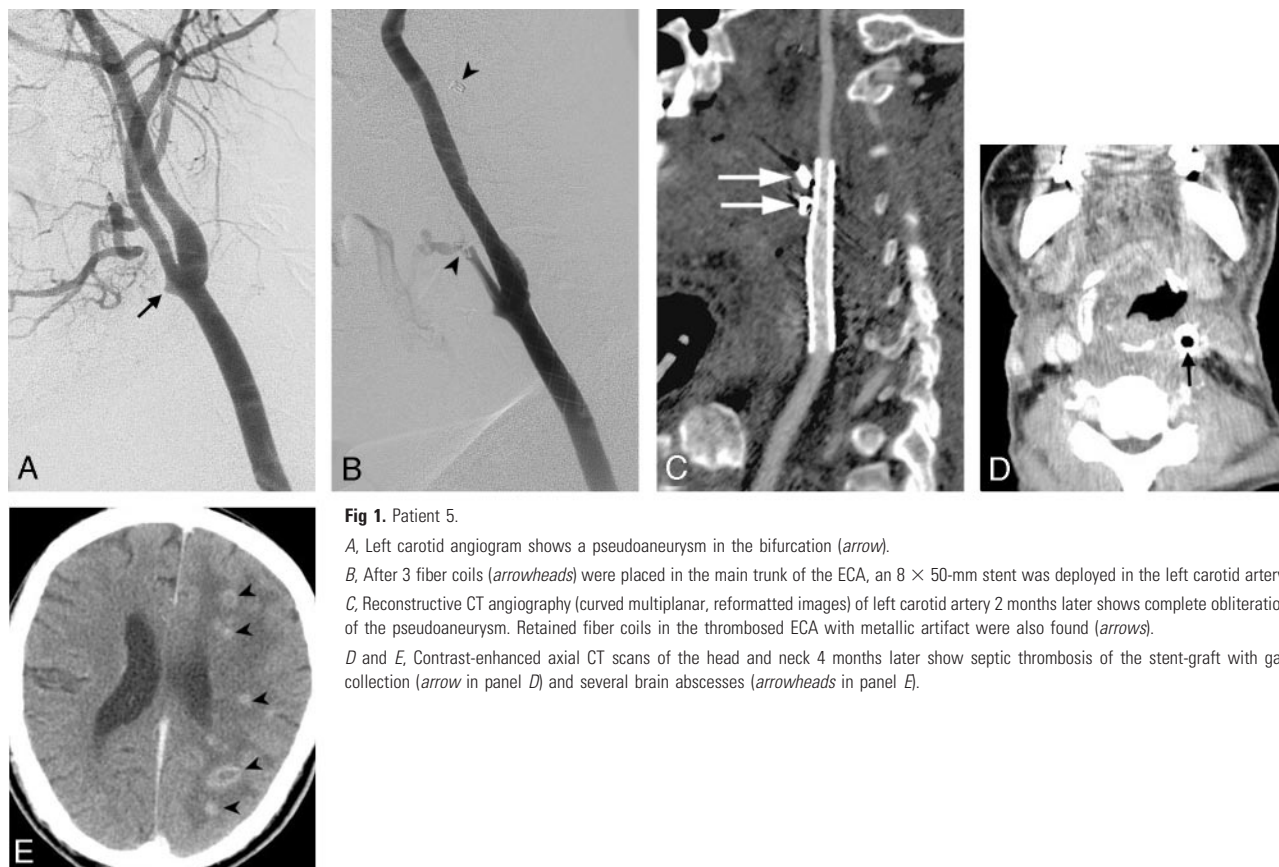 A
B
C
D
E
Fig 1. Patient 5.
A, Left carotid angiogram shows a pseudoaneurysm in the bifurcation (arrow).
B, After 3 fiber coils (arrowheads) were placed in the main trunk of the ECA, an 8 × 50-mm stent was deployed in the left carotid artery
C, Reconstructive CT angiography (curved multiplanar, reformatted images) of left carotid artery 2 months later shows complete obliteratio
of the pseudoaneurysm. Retained fiber coils in the thrombosed ECA with metallic artifact were also found (arrows).
D and E, Contrast-enhanced axial CT scans of the head and neck 4 months later show septic thrombosis of the stent-graft with ga
collection (arrow in panel D) and several brain abscesses (arrowheads in panel E).